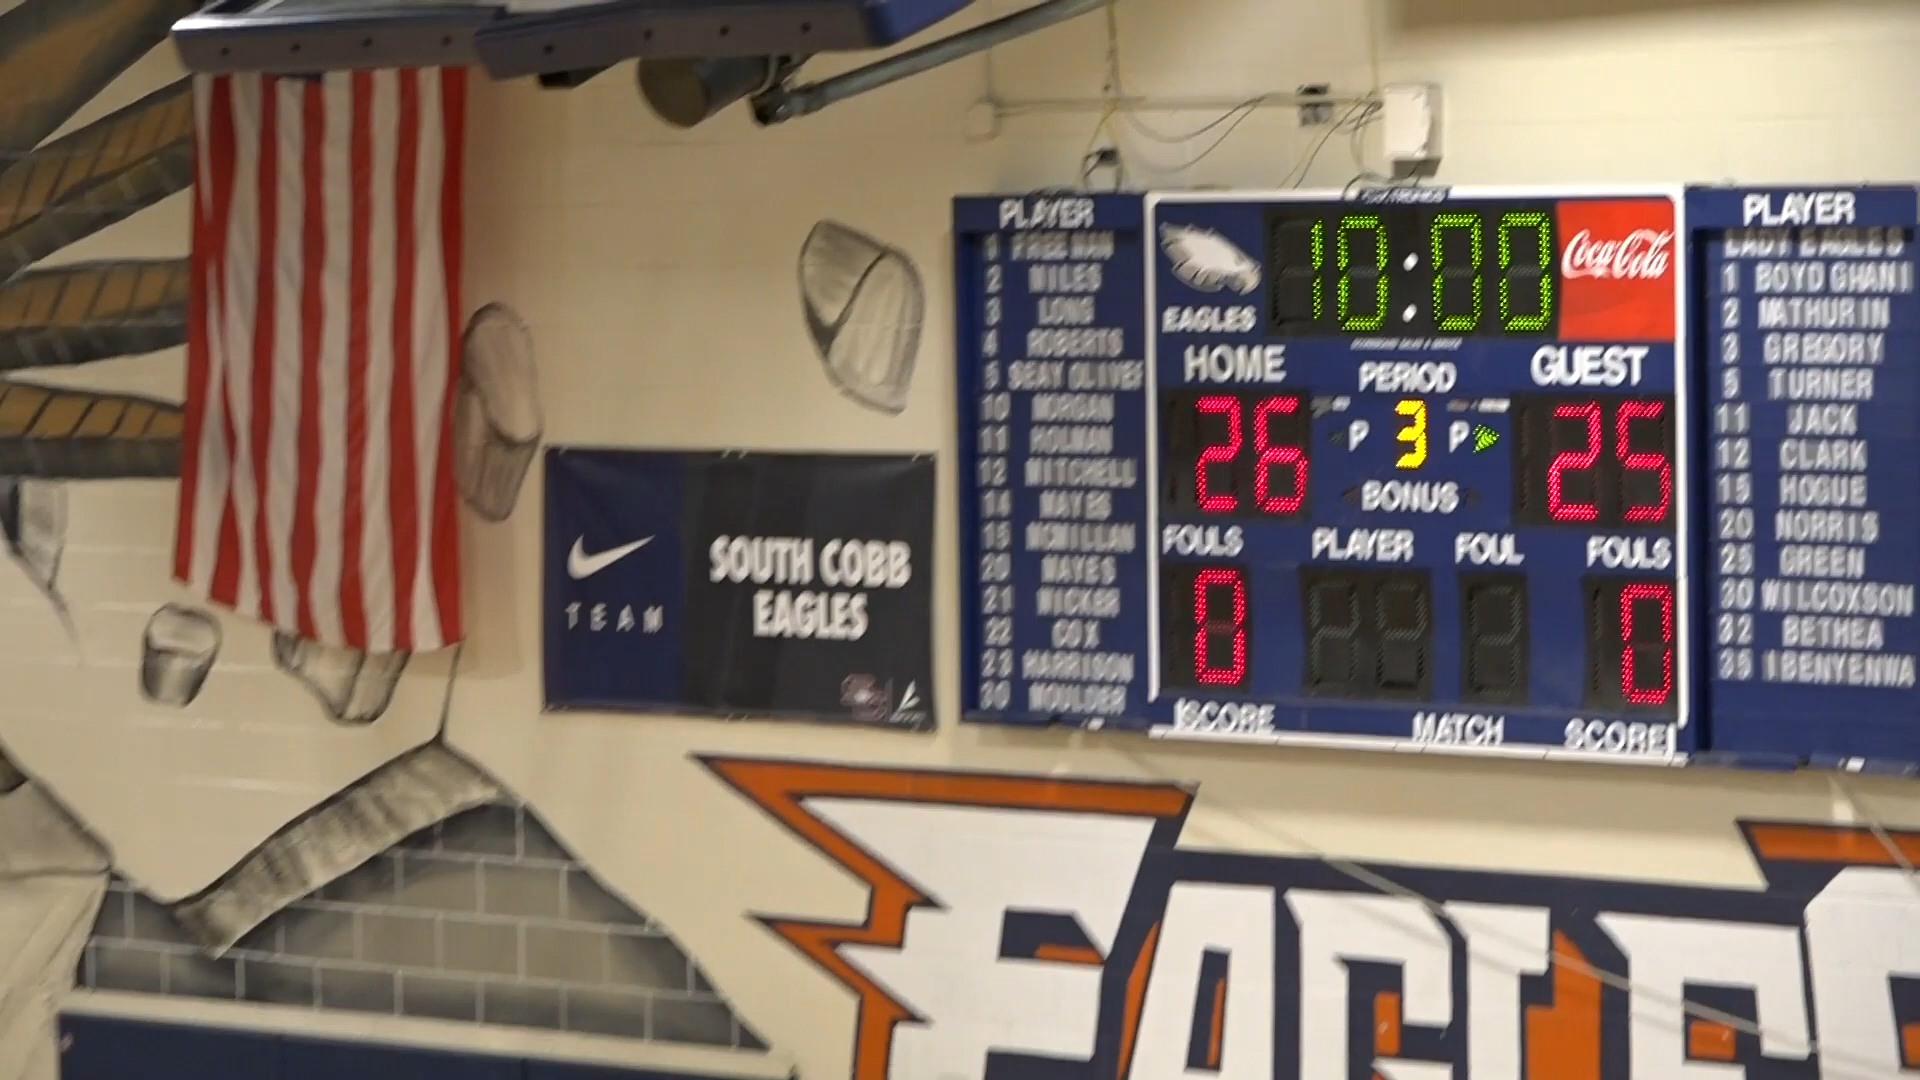 PLAYER
1 FREEMAN
2 NILES
3 LONG
4 ROBERTS
5 SEAY OLIVER
10 MORGAN
11 HOLMAN
12 MITCHELL
14 MAYES
15 MCMILLAN
20 HAYES
21 WICKER
22 COX
23 HARRISON
30 MOULDER
EAGLES
10:00
Coca-Cola
HOME
PERIOD
GUEST
26
P 3 P
25
BONUS
FOULS
PLAYER
FOUL
FOULS
0
0
SCORE
MATCH
SCORE
PLAYER
LADY EAGLES
1 BOYD GHANI
2 MATHURIN
3 GREGORY
5 TURNER
11 JACK
12 CLARK
15 HOGUE
20 NORRIS
25 GREEN
30 WILCOXSON
32 BETHEA
35 IBENYENWA
TEAM
SOUTH COBB
EAGLES
EAGLE